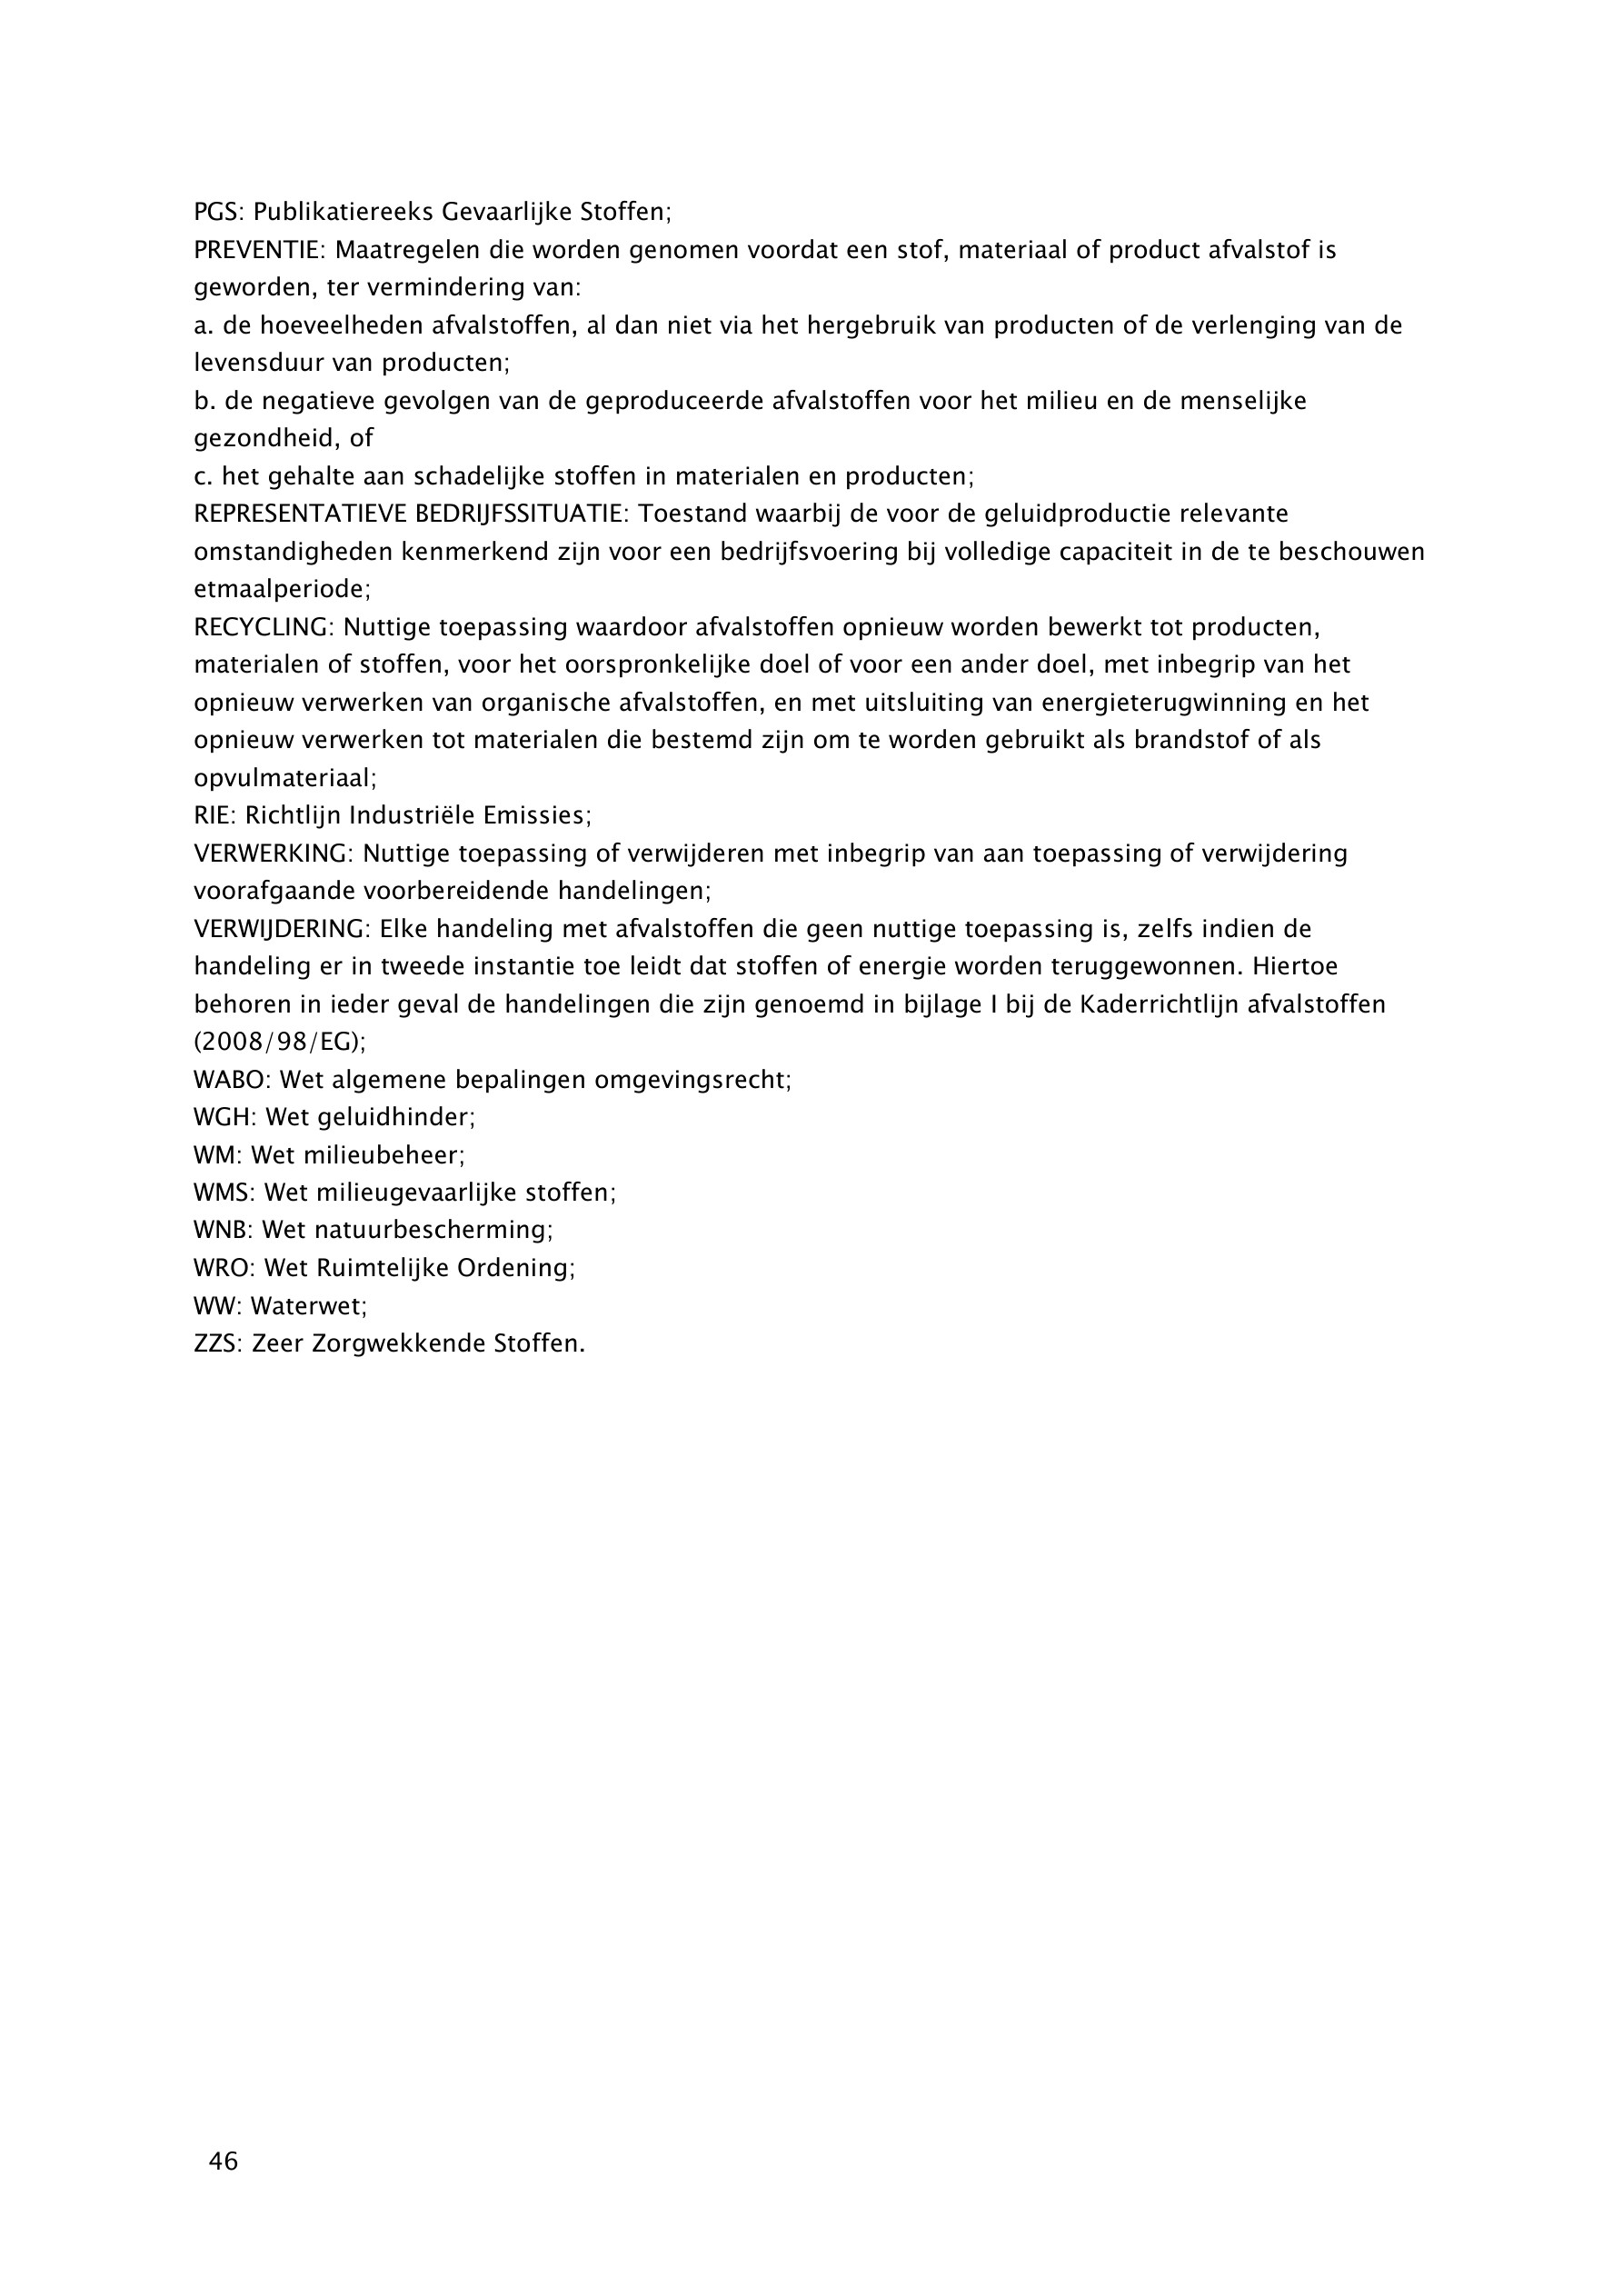 PGS: Publikatiereeks Gevaarlijke Stoffen;
PREVENTIE: Maatregelen die worden genomen voordat een stof, materiaal of product afvalstof is
geworden, ter vermindering van:
a. de hoeveelheden afvalstoffen, al dan niet via het hergebruik van producten of de verlenging van de
levensduur van producten;
b. de negatieve gevolgen van de geproduceerde afvalstoffen voor het milieu en de menselijke
gezondheid, of
c. het gehalte aan schadelijke stoffen in materialen en producten;
REPRESENTATIEVE BEDRIJFSSITUATIE: Toestand waarbij de voor de geluidproductie relevante
omstandigheden kenmerkend zijn voor een bedrijfsvoering bij volledige capaciteit in de te beschouwen
etmaalperiode;
RECYCLING: Nuttige toepassing waardoor afvalstoffen opnieuw worden bewerkt tot producten,
materialen of stoffen, voor het oorspronkelijke doel of voor een ander doel, met inbegrip van het
opnieuw verwerken van organische afvalstoffen, en met uitsluiting van energieterugwinning en het
opnieuw verwerken tot materialen die bestemd zijn om te worden gebruikt als brandstof of als
opvulmateriaal;
RIE: Richtlijn Industriële Emissies;
VERWERKING: Nuttige toepassing of verwijderen met inbegrip van aan toepassing of verwijdering
voorafgaande voorbereidende handelingen;
VERWIJDERING: Elke handeling met afvalstoffen die geen nuttige toepassing is, zelfs indien de
handeling er in tweede instantie toe leidt dat stoffen of energie worden teruggewonnen. Hiertoe
behoren in ieder geval de handelingen die zijn genoemd in bijlage I bij de Kaderrichtlijn afvalstoffen
(2008/98/EG);
WABO: Wet algemene bepalingen omgevingsrecht;
WGH: Wet geluidhinder;
WM: Wet milieubeheer;
WMS: Wet milieugevaarlijke stoffen;
WNB: Wet natuurbescherming;
WRO: Wet Ruimtelijke Ordening;
WW: Waterwet;
ZZS: Zeer Zorgwekkende Stoffen.
46